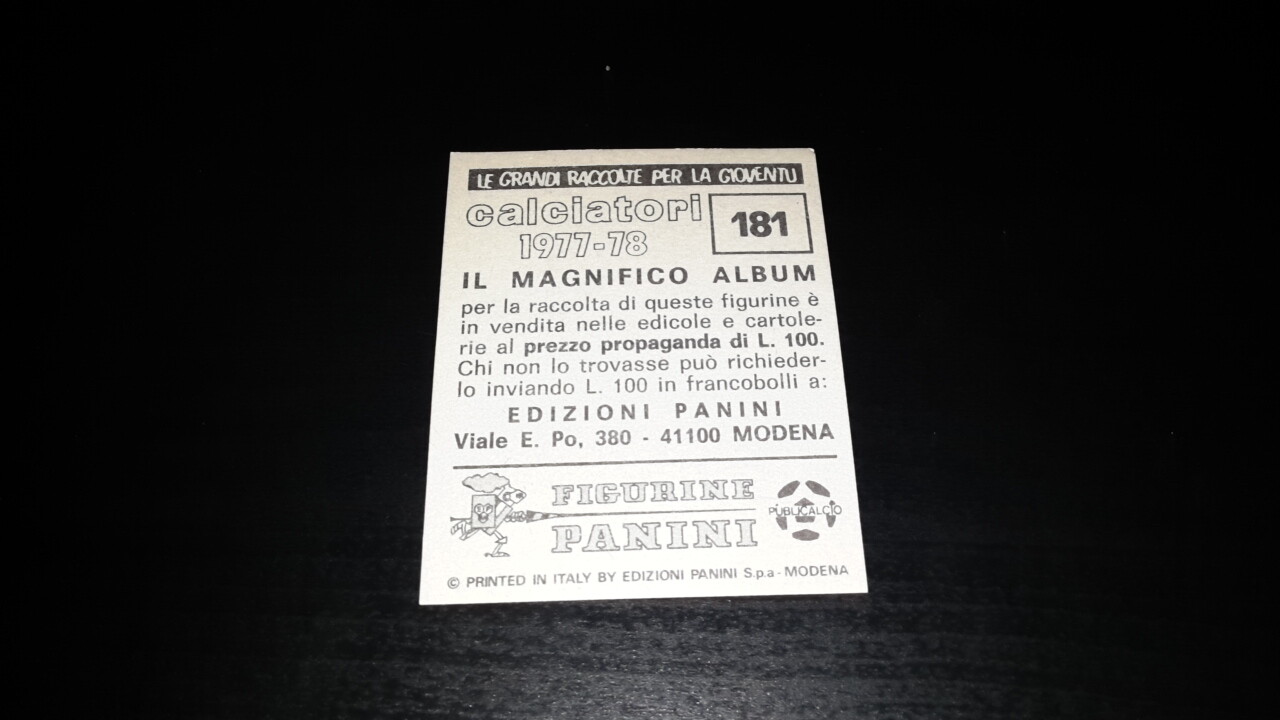 LE GRANDI RACCOLTE PER LA GIOVENTU
calciatori
1977-78
181
IL MAGNIFICO ALBUM
per la raccolta di queste figurine è
in vendita nelle edicole e cartole-
rie al prezzo propaganda di L. 100.
Chi non lo trovasse può richieder-
lo inviando L. 100 in francobolli a:
EDIZIONI PANINI
Viale E. Po, 380 - 41100 MODENA
FIGURINE
PANINI
PUBLICALCIO
© PRINTED IN ITALY BY EDIZIONI PANINI S.p.a - MODENA